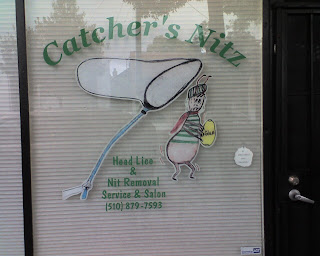 Catcher's Nitz
Head Lice
&
Nit Removal
Service & Salon
(510) 879-7593